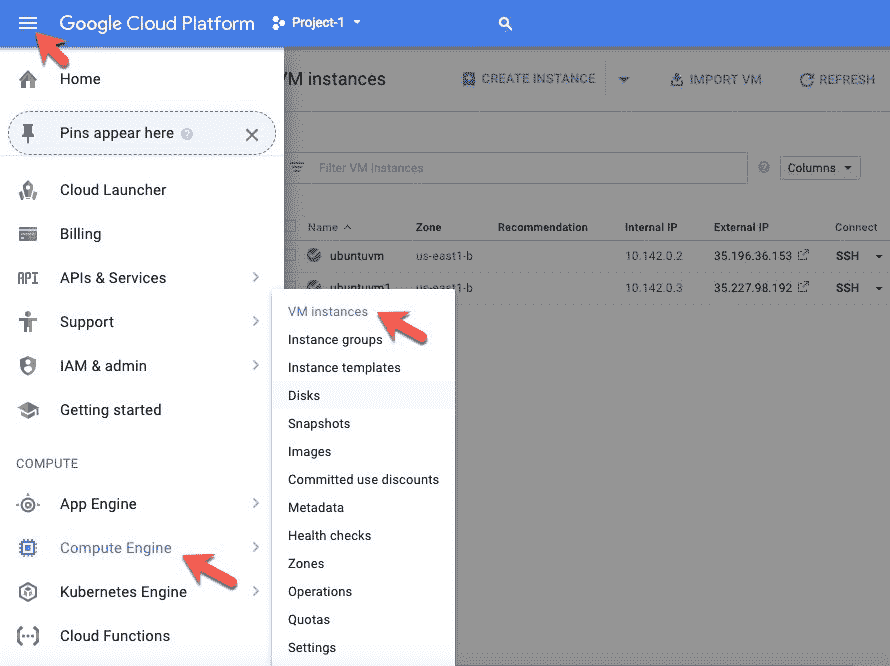 Google Cloud Platform Project-1
Home
Pins appear here ?
Cloud Launcher
Billing
API APIs & Services
Support
IAM & admin
Getting started
COMPUTE
App Engine
Compute Engine
Kubernetes Engine
Cloud Functions
VM instances
Instance groups
Instance templates
Disks
Snapshots
Images
Committed use discounts
Metadata
Health checks
Zones
Operations
Quotas
Settings
VM instances CREATE INSTANCE IMPORT VM REFRESH
Filter VM instances ? Columns
Name Zone Recommendation Internal IP External IP Connect
ubuntuvm us-east1-b 10.142.0.2 35.196.36.153 SSH
ubuntuvm1 us-east1-b 10.142.0.3 35.227.98.192 SSH